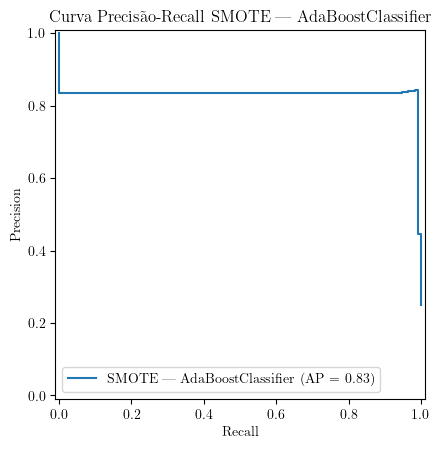 Curva Precisão-Recall SMOTE — AdaBoostClassifier
1.0
0.8
0.6
0.4
0.2
0.0
Precision
SMOTE — AdaBoostClassifier (AP = 0.83)
0.0 0.2 0.4 0.6 0.8 1.0
Recall